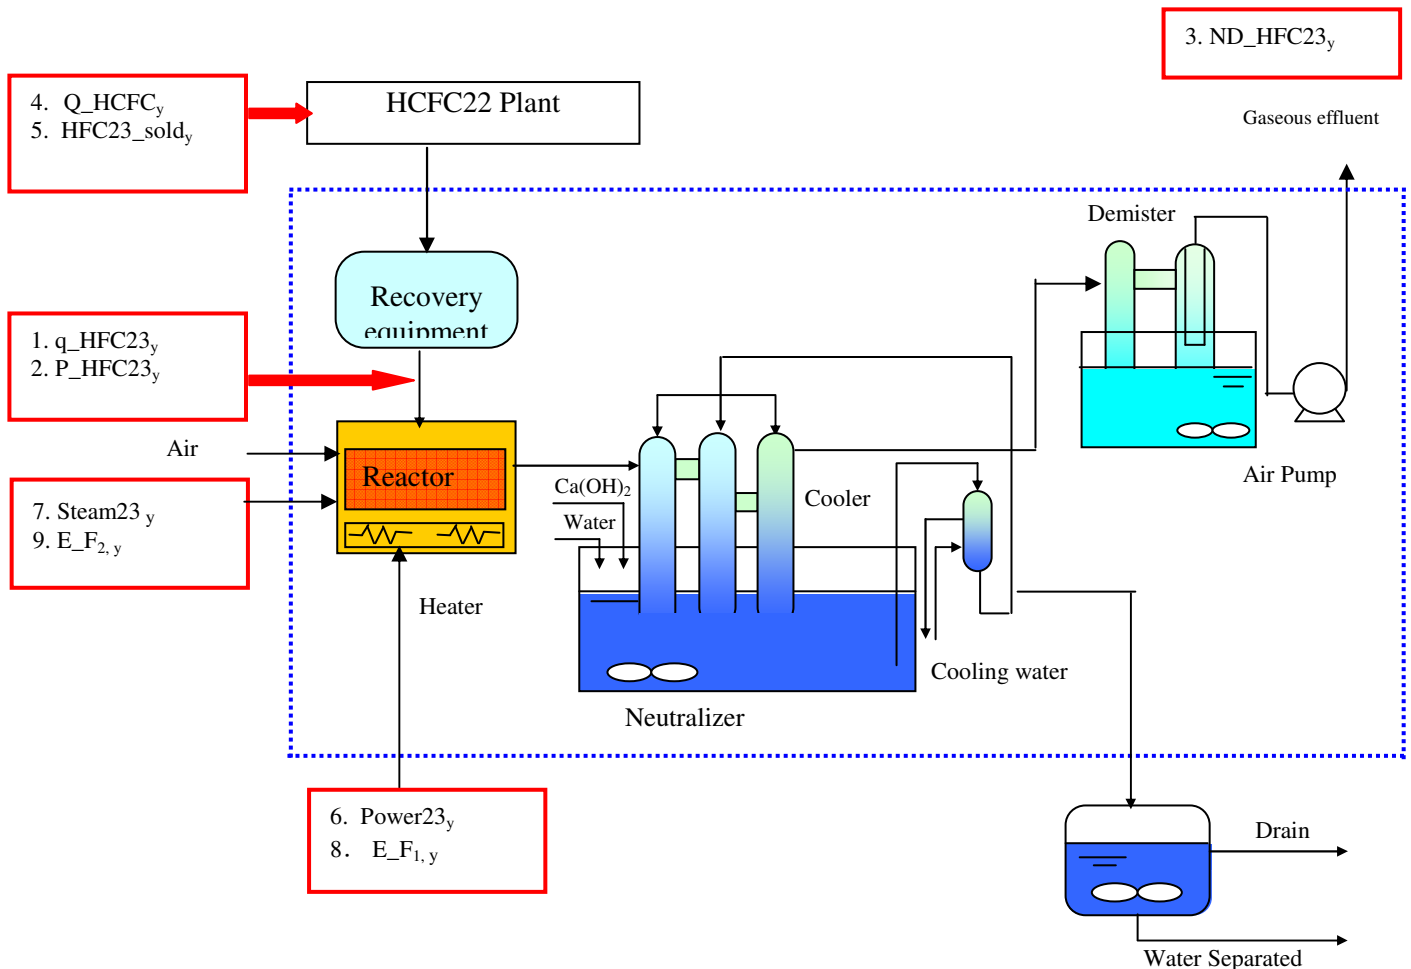 3. ND_HFC23y
4. Q_HCFCy
5. HFC23_soldy
HCFC22 Plant
Gaseous effluent
Demister
Recovery
equipment
1. q_HFC23y
2. P_HFC23y
Air
Reactor
Ca(OH)2
Water
Cooler
Air Pump
7. Steam23 y
9. E_F2, y
Heater
Cooling water
Neutralizer
6. Power23y
8. E_F1, y
Drain
Water Separated